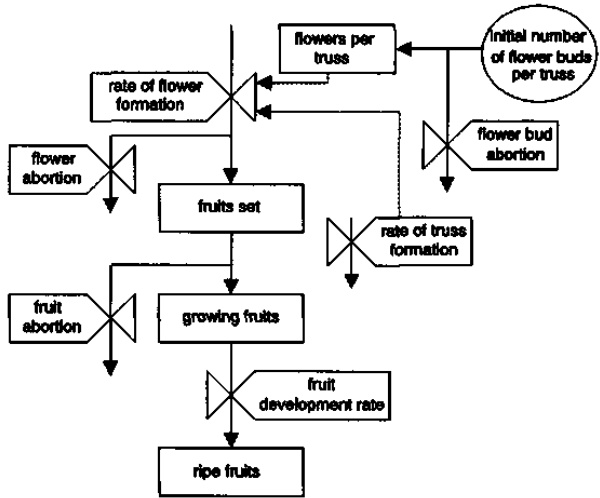 flowers per
truss
initial number
of flower buds
per truss
rate of flower
formation
flower bud
abortion
flower
abortion
fruits set
rate of truss
formation
fruit
abortion
growing fruits
fruit
development rate
ripe fruits